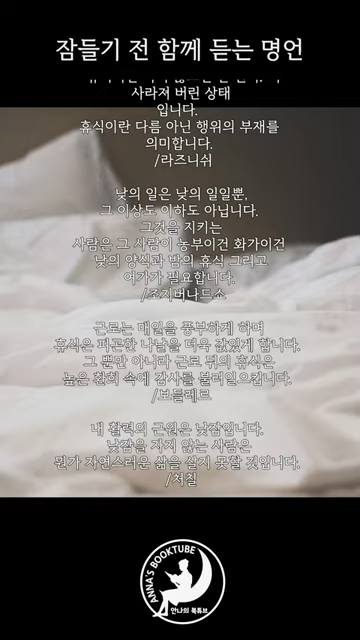 잠들기 전 함께 듣는 명언
사라져 버린 상태
입니다.
휴식이란 다름 아닌 행위의 부재를
의미합니다.
/라즈니쉬
낮의 일은 낮의 일일뿐,
그 이상도 이하도 아닙니다.
그것을 지키는
사람은 그 사람이 농부이건 화가이건
낮의 양식과 밤의 휴식 그리고
여가가 필요합니다.
/조지버나드쇼
근로는 매일을 풍부하게 하며
휴식은 피곤한 나날을 더욱 값있게 합니다.
그 뿐만 아니라 근로 뒤의 휴식은
높은 환희 속에 감사를 불러일으킵니다.
/보들레르
내 활력의 근원은 낮잠입니다.
낮잠을 자지 않는 사람은
뭔가 자연스러운 삶을 살지 못할 것입니다.
/처칠
ANNA'S BOOKTUBE
안나의 북튜브